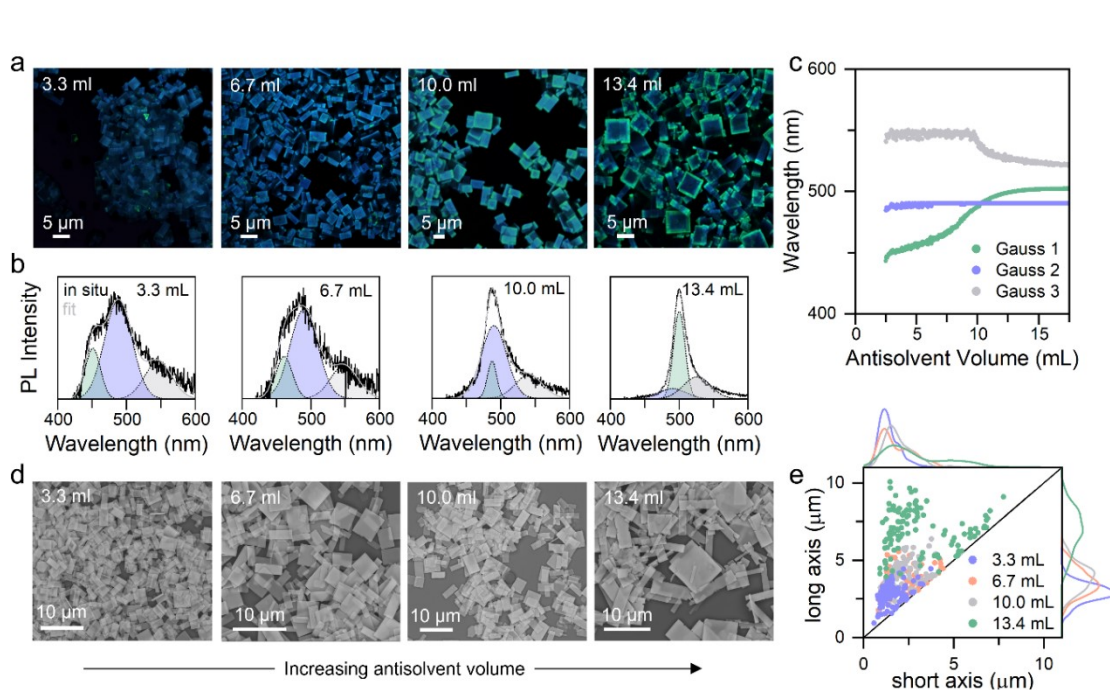 a
3.3 ml
6.7 ml
10.0 ml
13.4 ml
5 µm
5 µm
5 µm
5 µm
b
PL Intensity
in situ
fit
3.3 mL
6.7 mL
10.0 mL
13.4 mL
400 500 600
400 500 600
400 500 600
400 500 600
Wavelength (nm)
Wavelength (nm)
Wavelength (nm)
Wavelength (nm)
c
600
500
400
Wavelength (nm)
Gauss 1
Gauss 2
Gauss 3
0 5 10 15
Antisolvent Volume (mL)
d
3.3 ml
6.7 ml
10.0 ml
13.4 ml
10 µm
10 µm
10 µm
10 µm
Increasing antisolvent volume
e
10
5
0
long axis (µm)
3.3 mL
6.7 mL
10.0 mL
13.4 mL
0 5 10
short axis (µm)